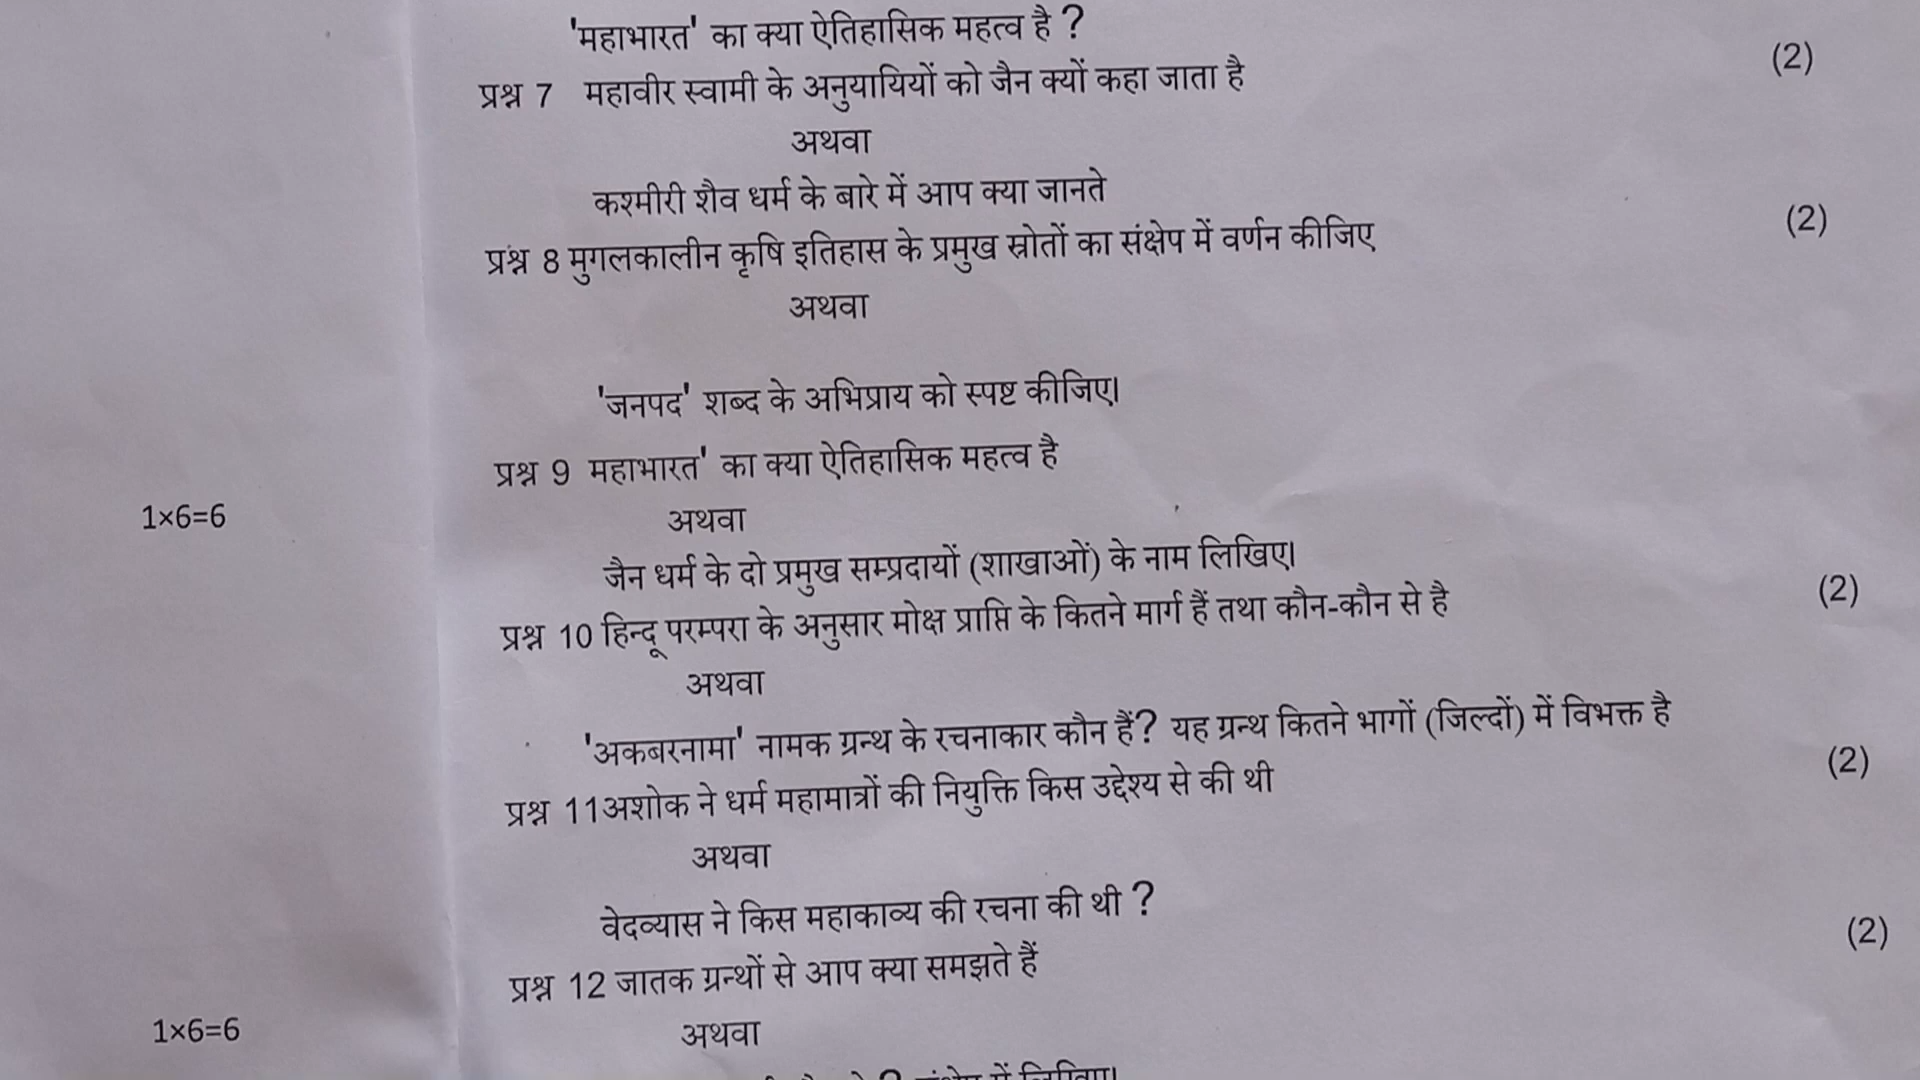 'महाभारत' का क्या ऐतिहासिक महत्व है ?
(2)
प्रश्न 7 महावीर स्वामी के अनुयायियों को जैन क्यों कहा जाता है
अथवा
कश्मीरी शैव धर्म के बारे में आप क्या जानते
(2)
प्रश्न 8 मुगलकालीन कृषि इतिहास के प्रमुख स्रोतों का संक्षेप में वर्णन कीजिए
अथवा
'जनपद' शब्द के अभिप्राय को स्पष्ट कीजिए।
प्रश्न 9 महाभारत' का क्या ऐतिहासिक महत्व है
1×6=6
अथवा
जैन धर्म के दो प्रमुख सम्प्रदायों (शाखाओं) के नाम लिखिए।
(2)
प्रश्न 10 हिन्दू परम्परा के अनुसार मोक्ष प्राप्ति के कितने मार्ग हैं तथा कौन-कौन से है
अथवा
'अकबरनामा' नामक ग्रन्थ के रचनाकार कौन हैं? यह ग्रन्थ कितने भागों (जिल्दों) में विभक्त है
(2)
प्रश्न 11अशोक ने धर्म महामात्रों की नियुक्ति किस उद्देश्य से की थी
अथवा
वेदव्यास ने किस महाकाव्य की रचना की थी ?
(2)
प्रश्न 12 जातक ग्रन्थों से आप क्या समझते हैं
1×6=6
अथवा
में लिखिए।